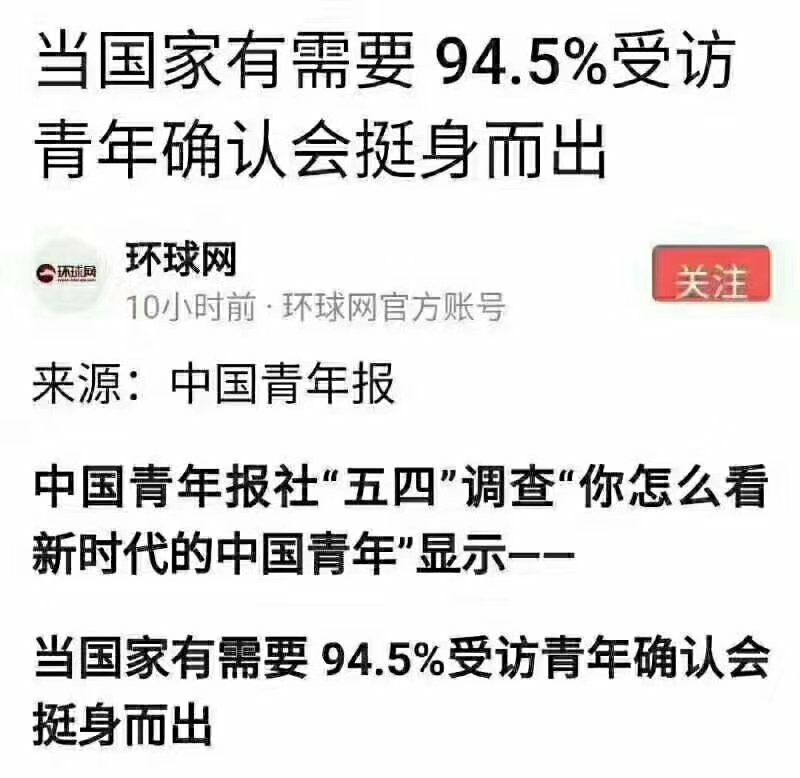 当国家有需要 94.5%受访
青年确认会挺身而出
环球网
环球网
10小时前 · 环球网官方账号
关注
来源：中国青年报
中国青年报社“五四”调查“你怎么看
新时代的中国青年”显示——
当国家有需要 94.5%受访青年确认会
挺身而出